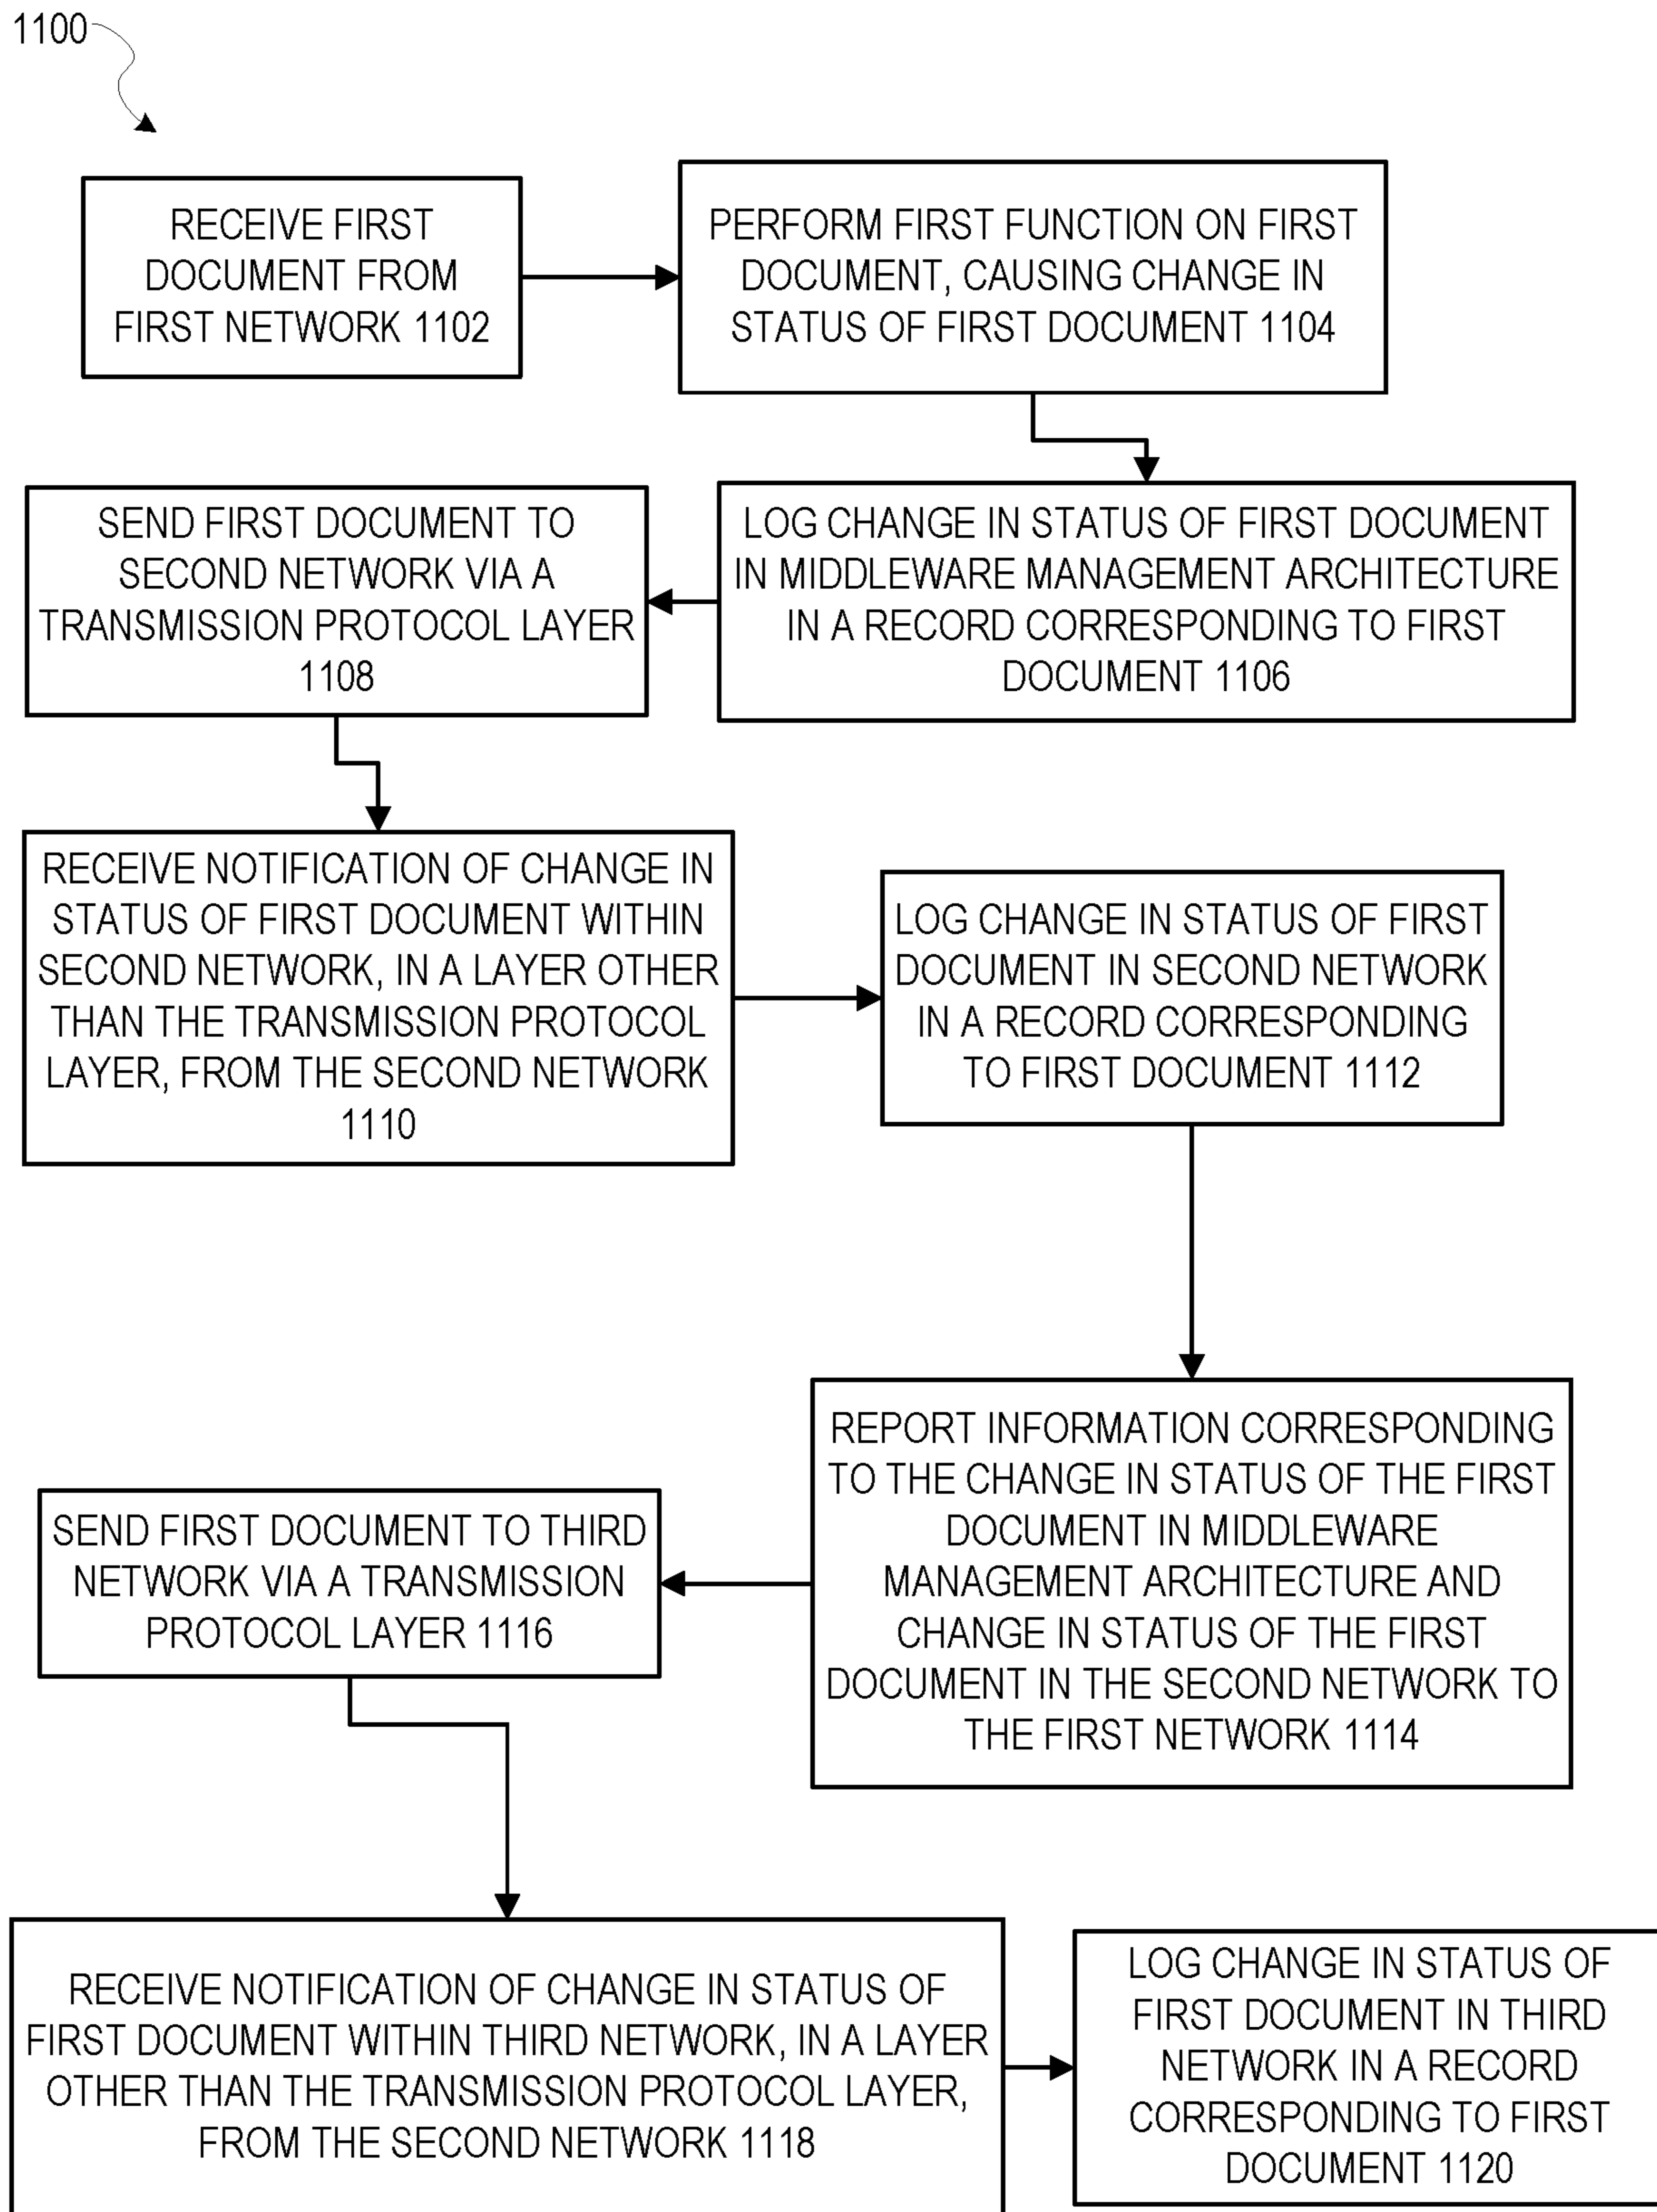 1100
RECEIVE FIRST
DOCUMENT FROM
FIRST NETWORK 1102
PERFORM FIRST FUNCTION ON FIRST
DOCUMENT, CAUSING CHANGE IN
STATUS OF FIRST DOCUMENT 1104
LOG CHANGE IN STATUS OF FIRST DOCUMENT
IN MIDDLEWARE MANAGEMENT ARCHITECTURE
IN A RECORD CORRESPONDING TO FIRST
DOCUMENT 1106
SEND FIRST DOCUMENT TO
SECOND NETWORK VIA A
TRANSMISSION PROTOCOL LAYER
1108
RECEIVE NOTIFICATION OF CHANGE IN
STATUS OF FIRST DOCUMENT WITHIN
SECOND NETWORK, IN A LAYER OTHER
THAN THE TRANSMISSION PROTOCOL
LAYER, FROM THE SECOND NETWORK
1110
LOG CHANGE IN STATUS OF FIRST
DOCUMENT IN SECOND NETWORK
IN A RECORD CORRESPONDING
TO FIRST DOCUMENT 1112
REPORT INFORMATION CORRESPONDING
TO THE CHANGE IN STATUS OF THE FIRST
DOCUMENT IN MIDDLEWARE
MANAGEMENT ARCHITECTURE AND
CHANGE IN STATUS OF THE FIRST
DOCUMENT IN THE SECOND NETWORK TO
THE FIRST NETWORK 1114
SEND FIRST DOCUMENT TO THIRD
NETWORK VIA A TRANSMISSION
PROTOCOL LAYER 1116
RECEIVE NOTIFICATION OF CHANGE IN STATUS OF
FIRST DOCUMENT WITHIN THIRD NETWORK, IN A LAYER
OTHER THAN THE TRANSMISSION PROTOCOL LAYER,
FROM THE SECOND NETWORK 1118
LOG CHANGE IN STATUS OF
FIRST DOCUMENT IN THIRD
NETWORK IN A RECORD
CORRESPONDING TO FIRST
DOCUMENT 1120